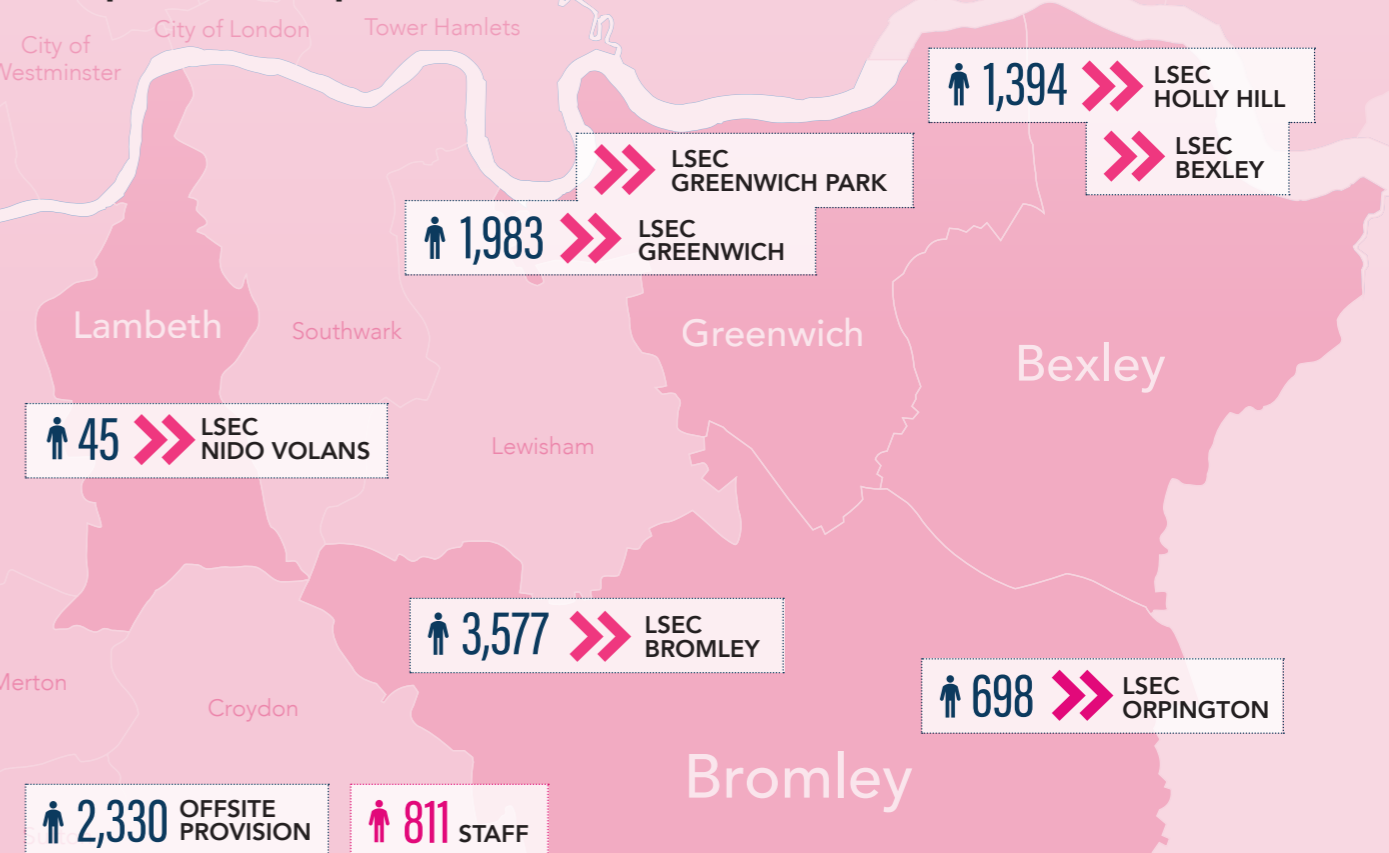 City of London
Tower Hamlets
City of
Westminster
1,394
LSEC
HOLLY HILL
LSEC
BEXLEY
LSEC
GREENWICH PARK
1,983
LSEC
GREENWICH
Lambeth
Southwark
Greenwich
Bexley
45
LSEC
NIDO VOLANS
Lewisham
3,577
LSEC
BROMLEY
Merton
Croydon
698
LSEC
ORPINGTON
Bromley
2,330
OFFSITE
PROVISION
811 STAFF